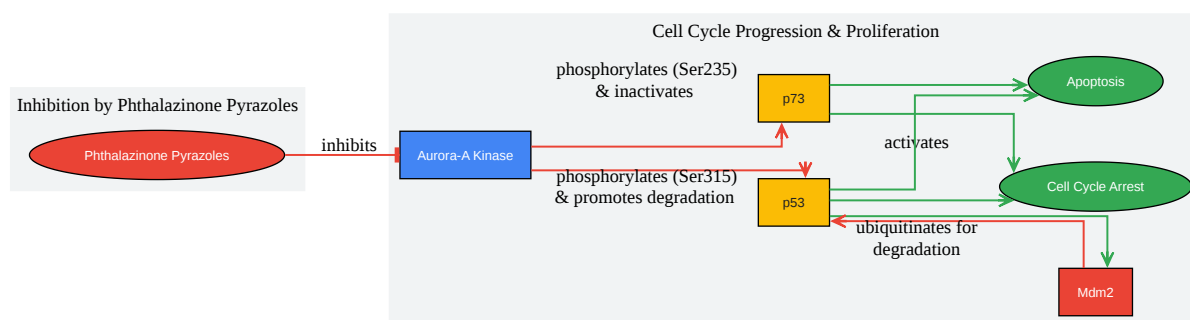 Cell Cycle Progression & Proliferation
Inhibition by Phthalazinone Pyrazoles
Phthalazinone Pyrazoles
inhibits
Aurora-A Kinase
phosphorylates (Ser235)
& inactivates
p73
Apoptosis
activates
phosphorylates (Ser315)
& promotes degradation
p53
Cell Cycle Arrest
ubiquitinates for
degradation
Mdm2